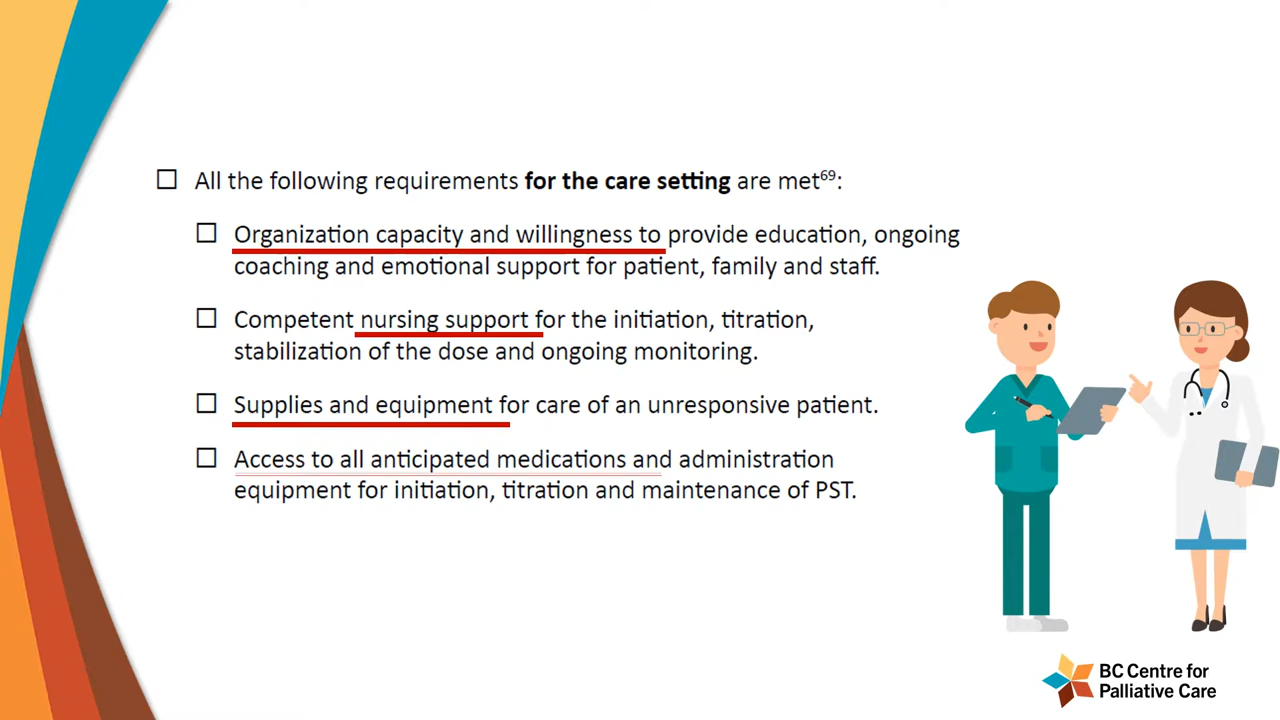 All the following requirements for the care setting are met69:
Organization capacity and willingness to provide education, ongoing
coaching and emotional support for patient, family and staff.
Competent nursing support for the initiation, titration,
stabilization of the dose and ongoing monitoring.
Supplies and equipment for care of an unresponsive patient.
Access to all anticipated medications and administration
equipment for initiation, titration and maintenance of PST.
BC Centre for
Palliative Care